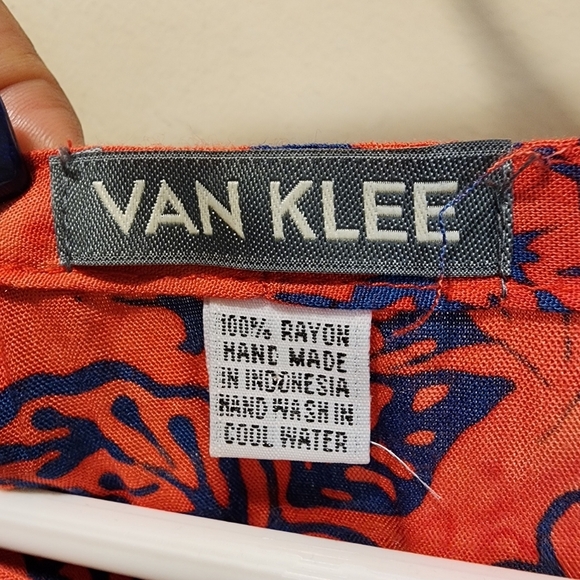 VAN KLEE
100% RAYON
HAND MADE
IN INDONESIA
HAND WASH IN
COOL WATER